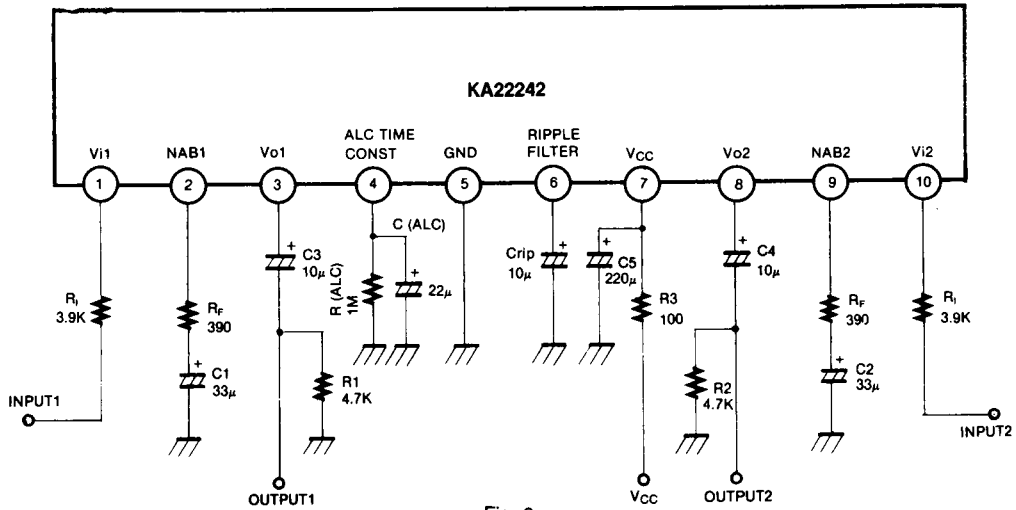 KA22242
ALC TIME
CONST
RIPPLE
FILTER
Vi1 NAB1 Vo1 GND VCC Vo2 NAB2 Vi2
1 2 3 4 5 6 7 8 9 10
C (ALC)
+ C3
10μ
R (ALC)
1M
+
22μ
Crip +
10μ
+
C5
220μ
+ C4
10μ
RI
3.9K
RF
390
R3
100
RF
390
RI
3.9K
+
C1
33μ
R1
4.7K
R2
4.7K
+
C2
33μ
INPUT1
INPUT2
OUTPUT1
VCC
OUTPUT2